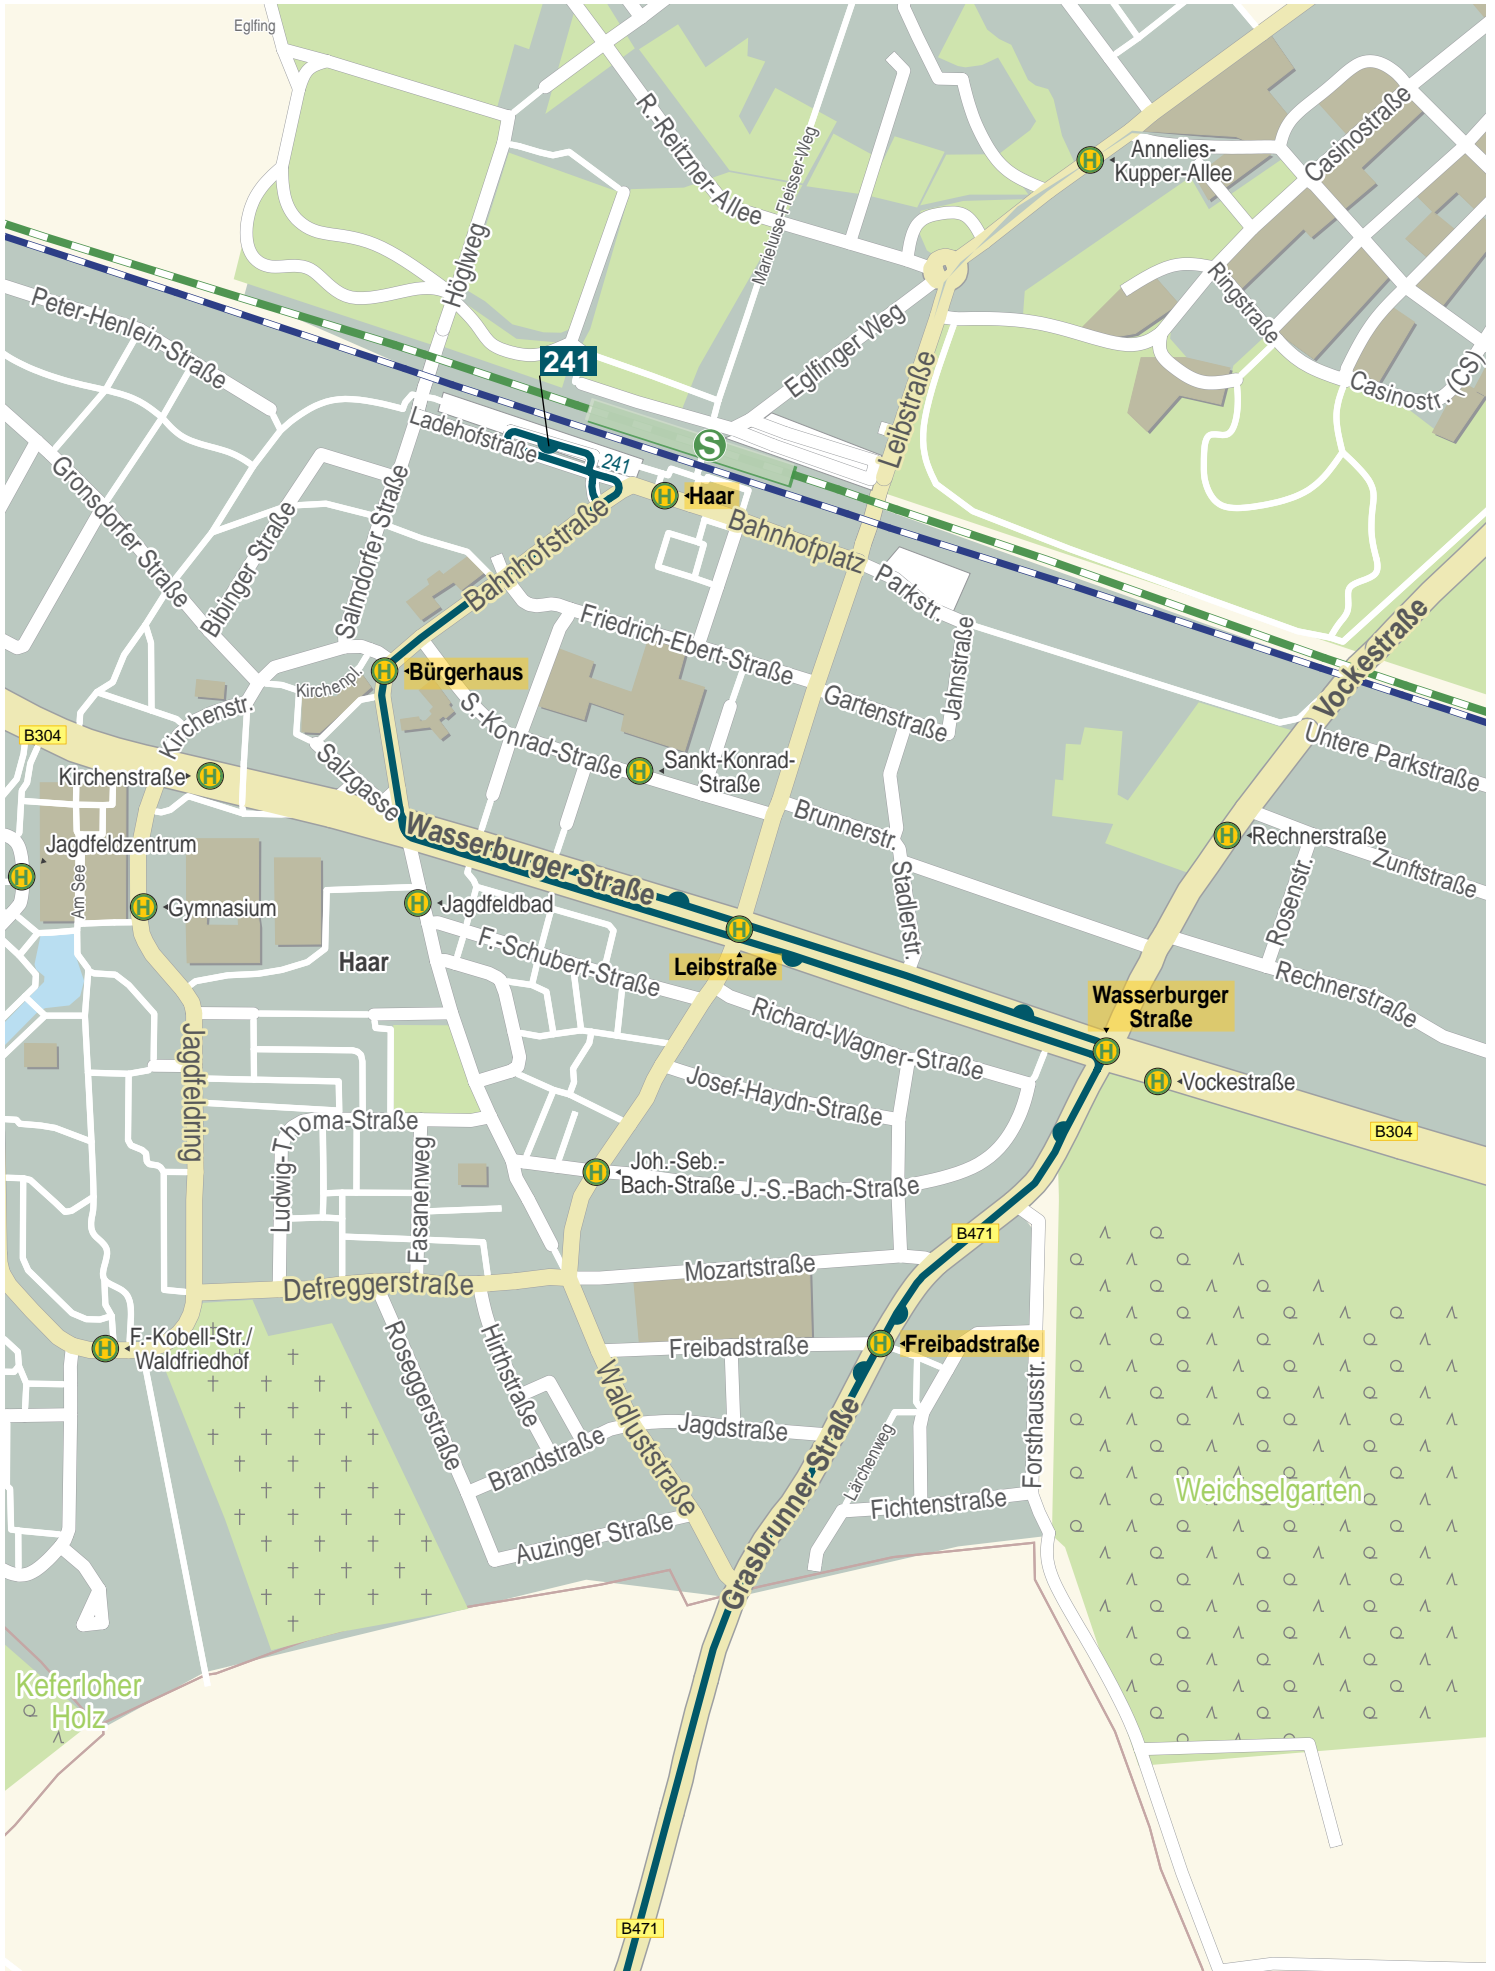 Eglfing
R.-Reitzner-Allee
Marieluise-Fleisser-Weg
H
Annelies-
Kupper-Allee
Casinostraße
Höglweg
Peter-Henlein-Straße
Ringstraße
Eglfinger Weg
Leibstraße
Casinostr. (CS)
241
Ladehofstraße
S
241
H
Haar
Bahnhofplatz
Gronsdorfer Straße
Bibinger Straße
Salmdorfer Straße
Bahnhofstraße
Parkstr.
Friedrich-Ebert-Straße
Jahnstraße
Vockestraße
Kirchenpl.
H
Bürgerhaus
Gartenstraße
Kirchenstr.
S.-Konrad-Straße
B304
Untere Parkstraße
Kirchenstraße
H
Salzgasse
H
Sankt-Konrad-
Straße
Brunnerstr.
H
Rechnerstraße
Jagdfeldzentrum
H
Am See
Wasserburger Straße
Zunftstraße
Stadlerstr.
Rosenstr.
H
Gymnasium
H
Jagdfeldbad
H
Leibstraße
F.-Schubert-Straße
Haar
Rechnerstraße
Wasserburger
Straße
H
Richard-Wagner-Straße
Jagdfeldring
Josef-Haydn-Straße
H
Vockestraße
B304
Ludwig-Thoma-Straße
Fasanenweg
H
Joh.-Seb.-
Bach-Straße
J.-S.-Bach-Straße
B471
Mozartstraße
Defreggerstraße
H
F.-Kobell-Str./
Waldfriedhof
Roseggerstraße
Hirthstraße
Freibadstraße
H
Freibadstraße
Waldluststraße
Forsthausstr.
Jagdstraße
Brandstraße
Lärchenweg
Grasbrunner Straße
Weichselgarten
Fichtenstraße
Auzinger Straße
Keferloher
Holz
B471